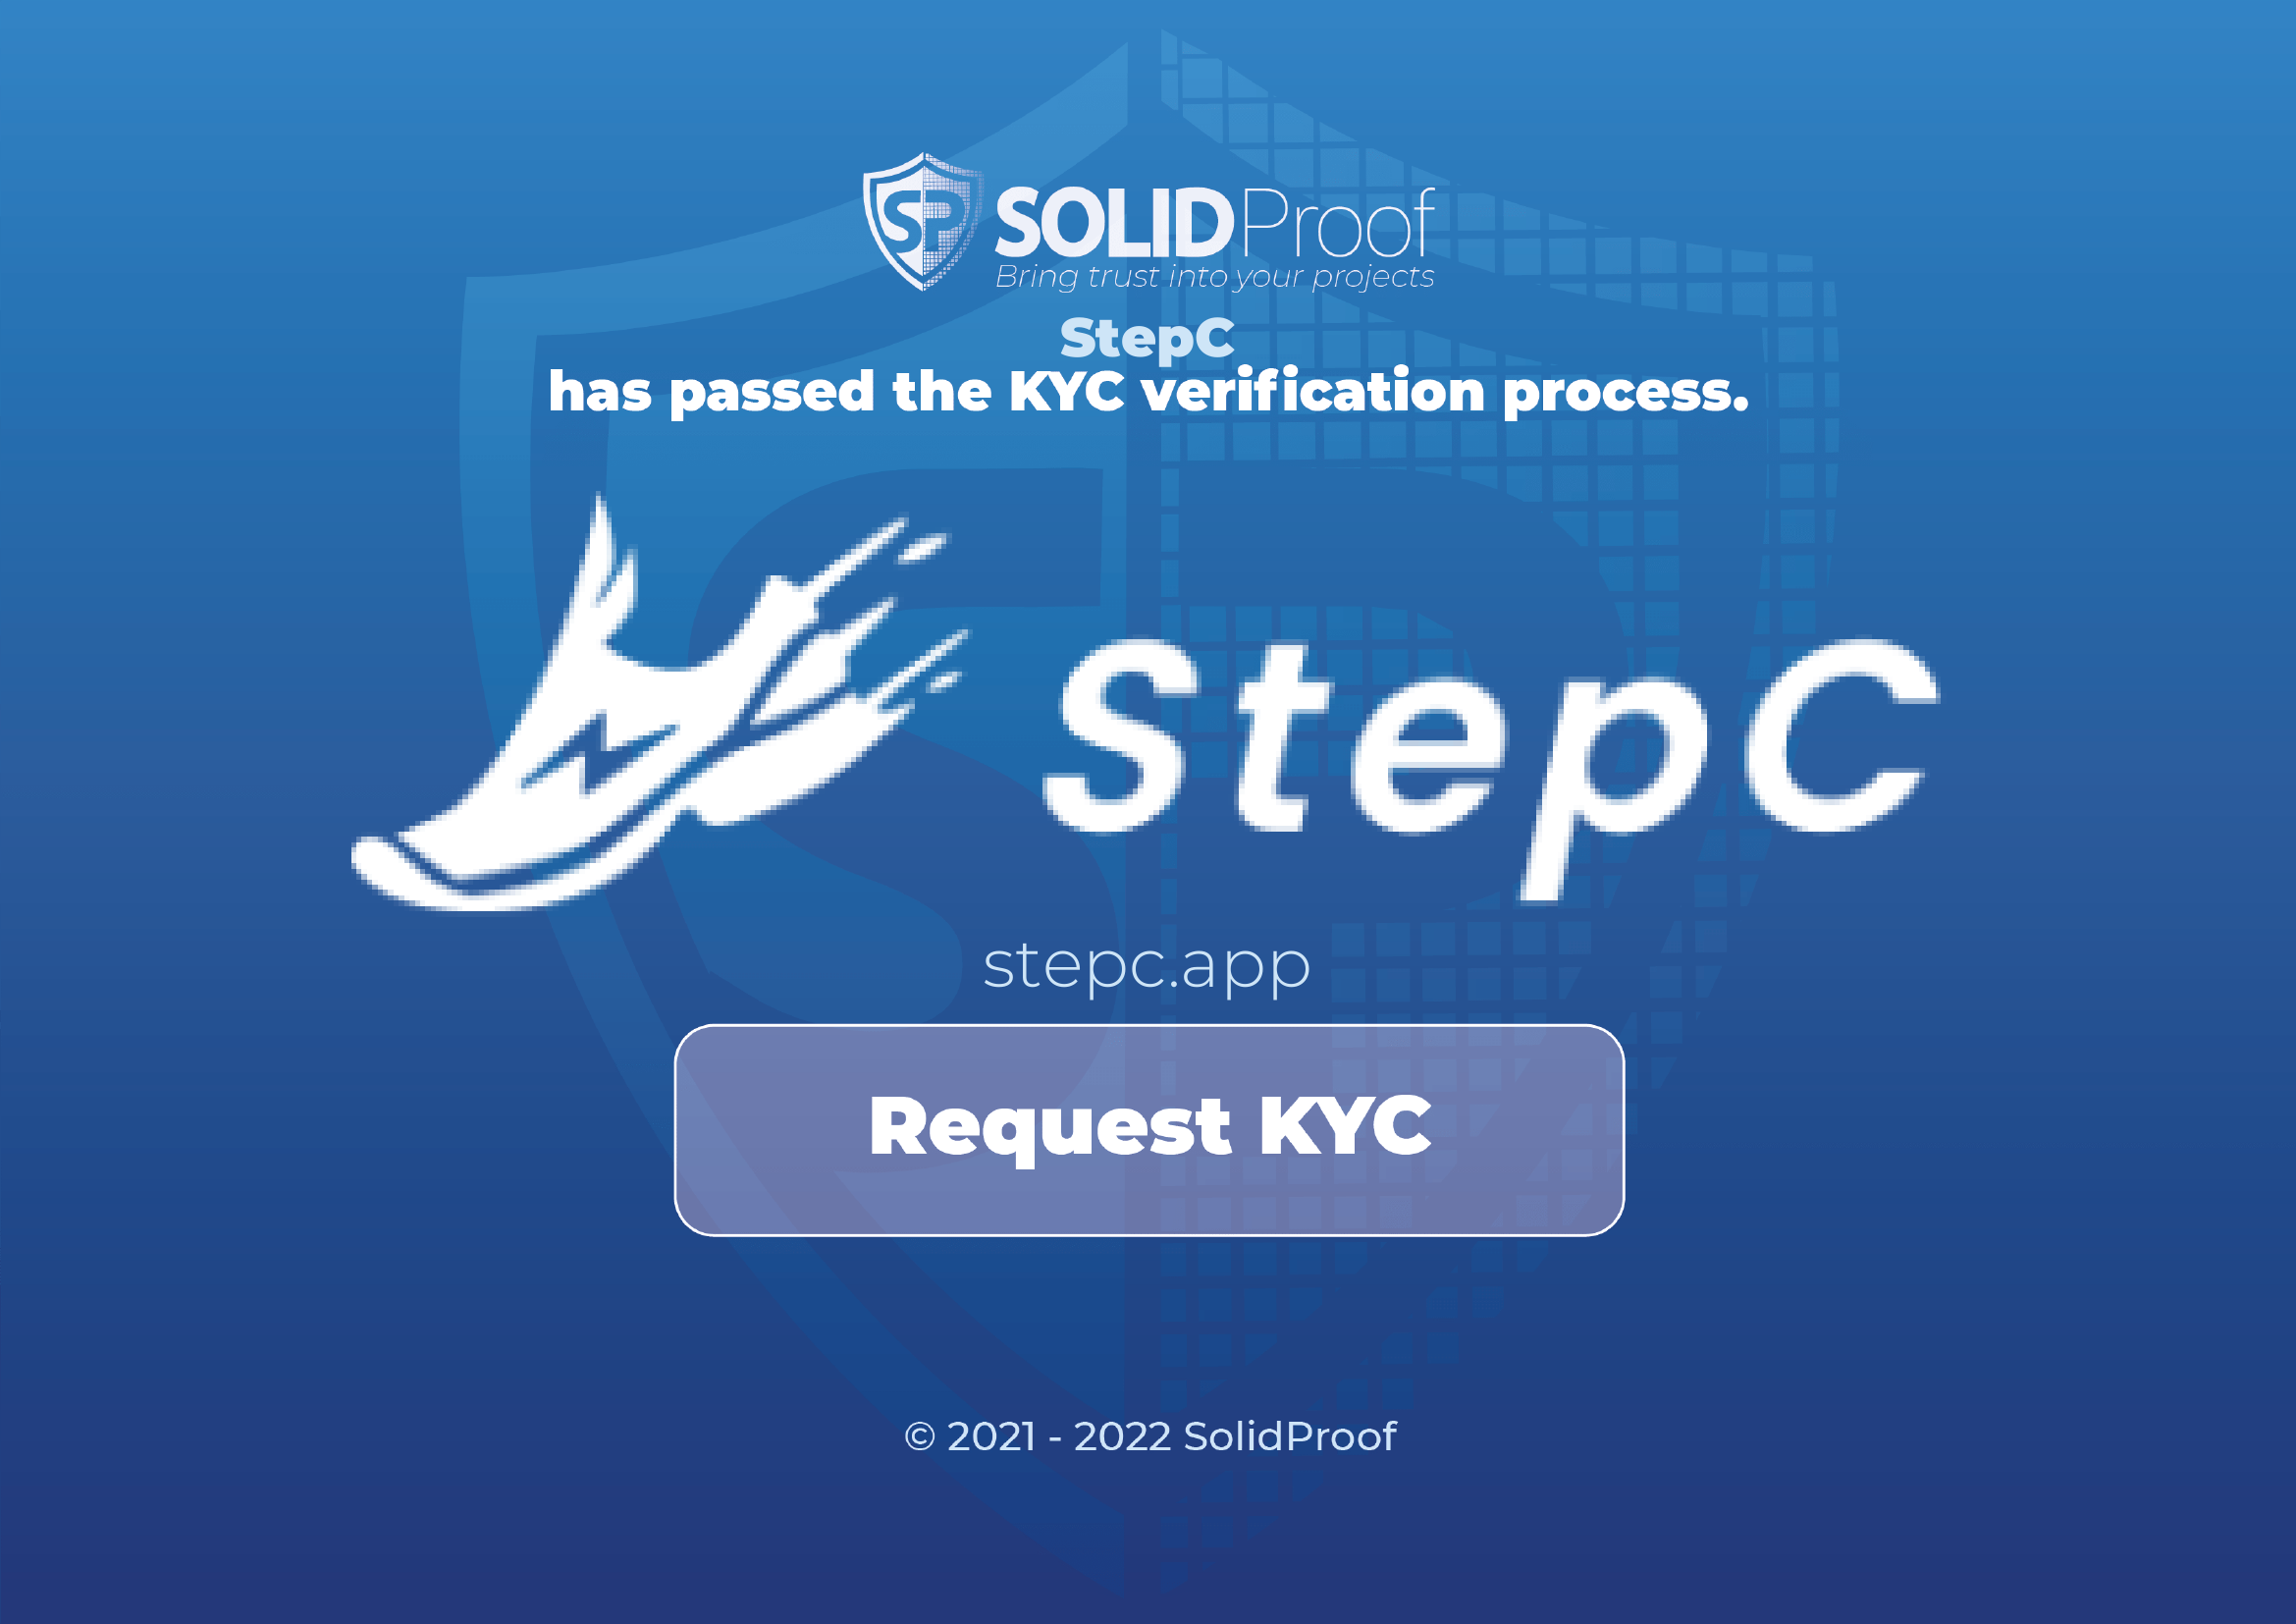 SP SOLIDProof
Bring trust into your projects
StepC
has passed the KYC verification process.
StepC
stepc.app
Request KYC
© 2021 - 2022 SolidProof